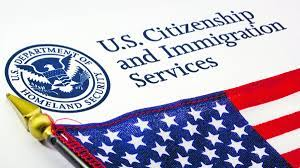 U.S. Citizenship
and Immigration
Services
U.S. DEPARTMENT OF
HOMELAND SECURITY